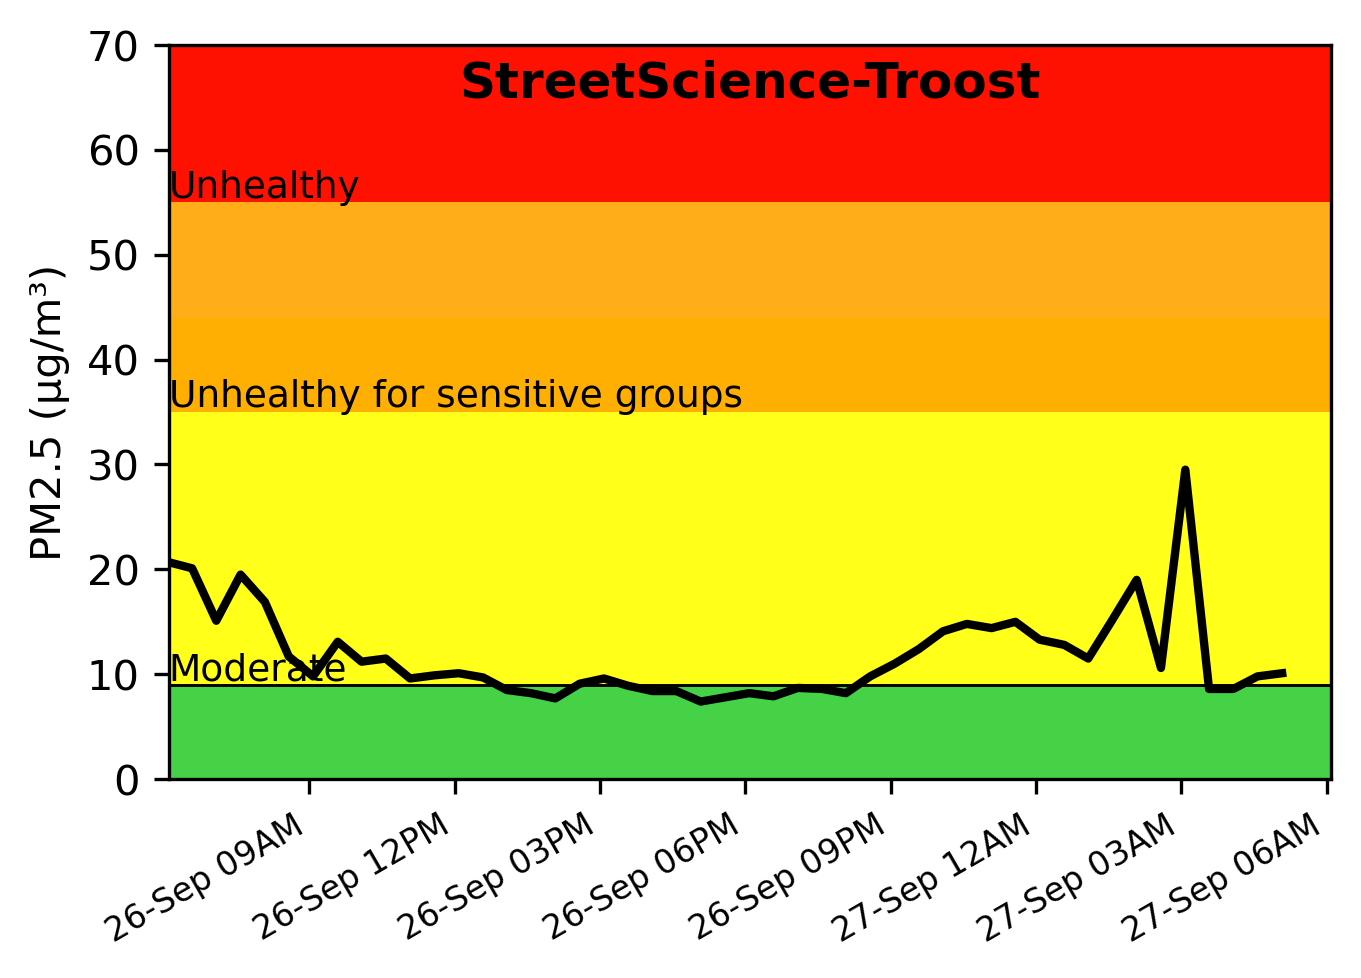 StreetScience-Troost
70
60
50
40
30
20
10
0
PM2.5 (µg/m³)
Unhealthy
Unhealthy for sensitive groups
Moderate
26-Sep 09AM
26-Sep 12PM
26-Sep 03PM
26-Sep 06PM
26-Sep 09PM
27-Sep 12AM
27-Sep 03AM
27-Sep 06AM